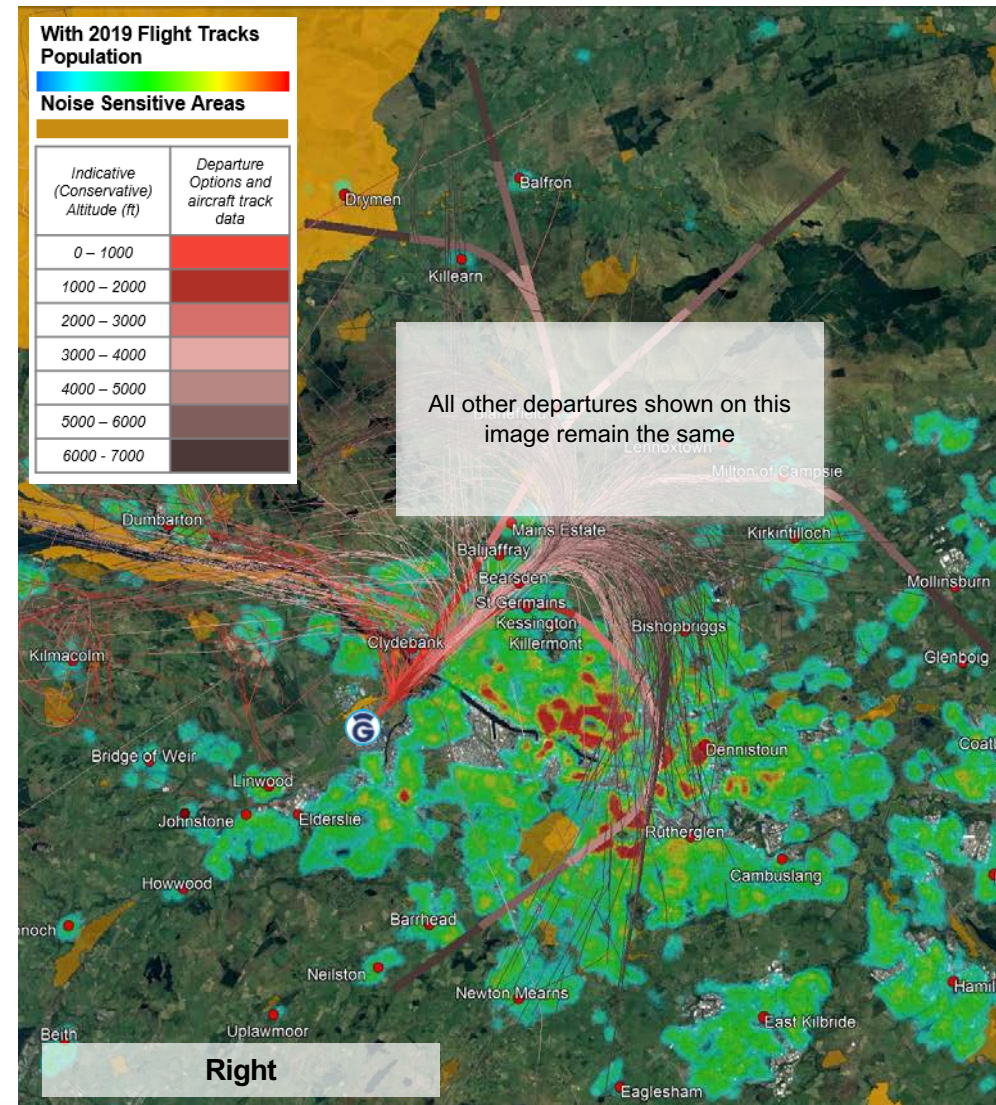 With 2019 Flight Tracks
Population
Noise Sensitive Areas
Indicative
(Conservative)
Altitude (ft)
Departure
Options and
aircraft track
data
0 – 1000
1000 – 2000
2000 – 3000
3000 – 4000
4000 – 5000
5000 – 6000
6000 - 7000
Balfron
Drymen
Killearn
All other departures shown on this
image remain the same
Lennoxtown
Milton of Campsie
Dumbarton
Mains Estate
Kirkintilloch
Baljaffray
Bearsden
Mollinsburn
St Germains
Kessington
Bishopbriggs
Clydebank
Killermont
Kilmacolm
Glenboig
G
Bridge of Weir
Dennistoun
Coatb
Linwood
Johnstone
Elderslie
Rutherglen
Cambuslang
Howwood
Barrhead
nnoch
Neilston
Newton Mearns
Hamil
East Kilbride
Uplawmoor
Beith
Right
Eaglesham